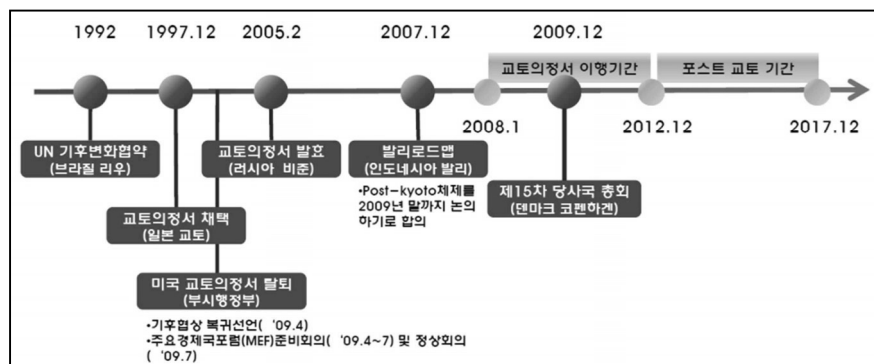 1992
1997.12
2005.2
2007.12
2009.12
교토의정서 이행기간
포스트 교토 기간
2008.1
2012.12
2017.12
UN 기후변화협약
(브라질 리우)
교토의정서 발효
(러시아 비준)
발리로드맵
(인도네시아 발리)
•Post-kyoto체제를
2009년 말까지 논의
하기로 합의
제15차 당사국 총회
(덴마크 코펜하겐)
교토의정서 채택
(일본 교토)
미국 교토의정서 탈퇴
(부시행정부)
•기후협상 복귀선언( ‘09.4)
•주요경제국포럼(MEF)준비회의( ‘09.4~7) 및 정상회의
( ‘09.7)